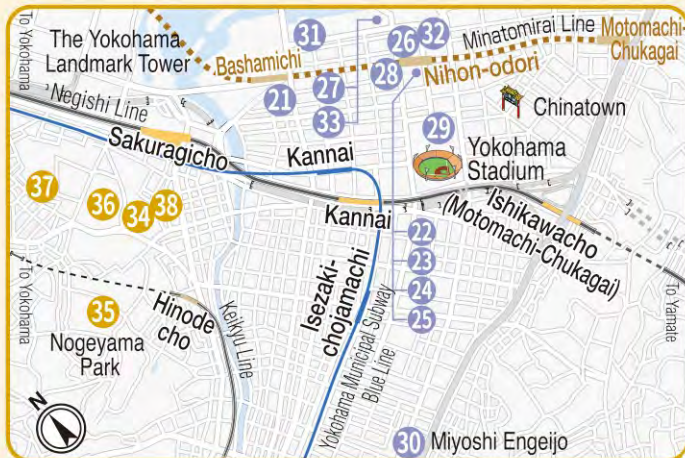 To Yokohama
The Yokohama
Landmark Tower
31
26
32
Minatomirai Line
Motomachi-
Chukagai
Bashamichi
21
27
28
Nihon-odori
33
Negishi Line
Sakuragicho
Kannai
29
Chinatown
Yokohama
Stadium
Kannai
Ishikawacho
(Motomachi-Chukagai)
37
36
34
38
22
23
24
25
To Yokohama
35
Nogeyama
Park
Hinode
cho
Keikyu Line
Isezaki-
chojamachi
Yokohama Municipal Subway
Blue Line
To Yamate
N
30
Miyoshi Engeijo